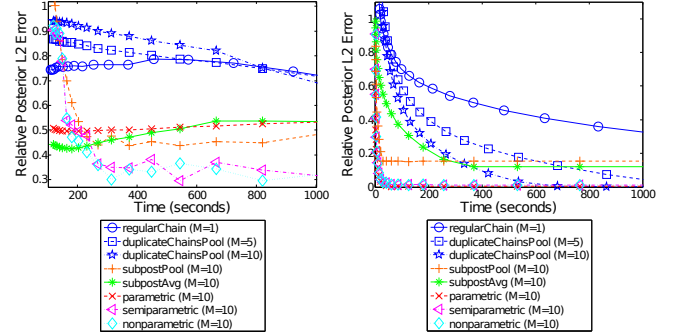 Relative Posterior L2 Error
1
0.9
0.8
0.7
0.6
0.5
0.4
0.3
200
400
600
800
1000
Time (seconds)
regularChain (M=1)
duplicateChainsPool (M=5)
duplicateChainsPool (M=10)
subpostPool (M=10)
subpostAvg (M=10)
parametric (M=10)
semiparametric (M=10)
nonparametric (M=10)
Relative Posterior L2 Error
1
0.8
0.6
0.4
0.2
0
0
200
400
600
800
1000
Time (seconds)
regularChain (M=1)
duplicateChainsPool (M=5)
duplicateChainsPool (M=10)
subpostPool (M=10)
subpostAvg (M=10)
parametric (M=10)
semiparametric (M=10)
nonparametric (M=10)